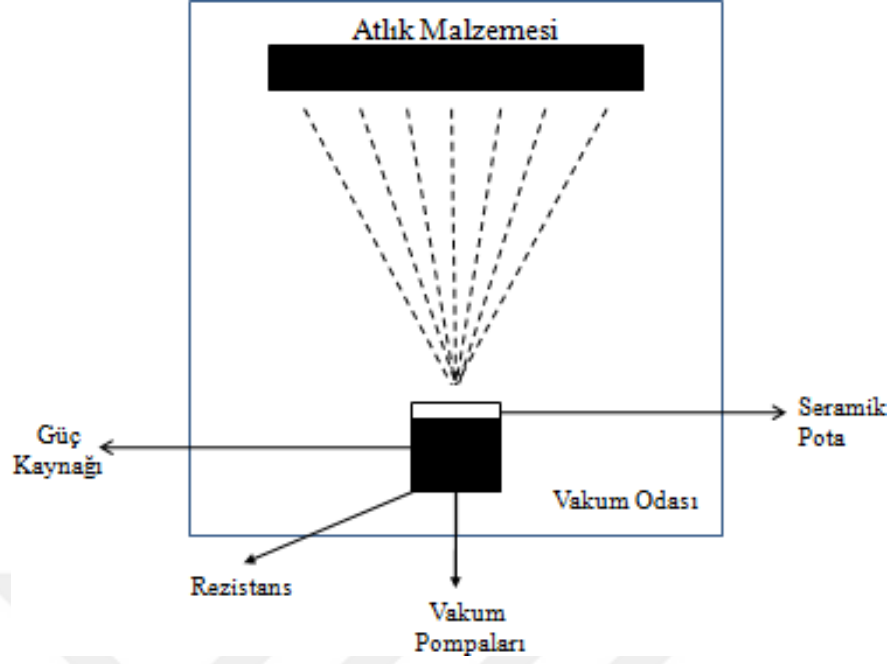 Atlık Malzemesi
Seramik
Pota
Güç
Kaynağı
Vakum Odası
Rezistans
Vakum
Pompaları